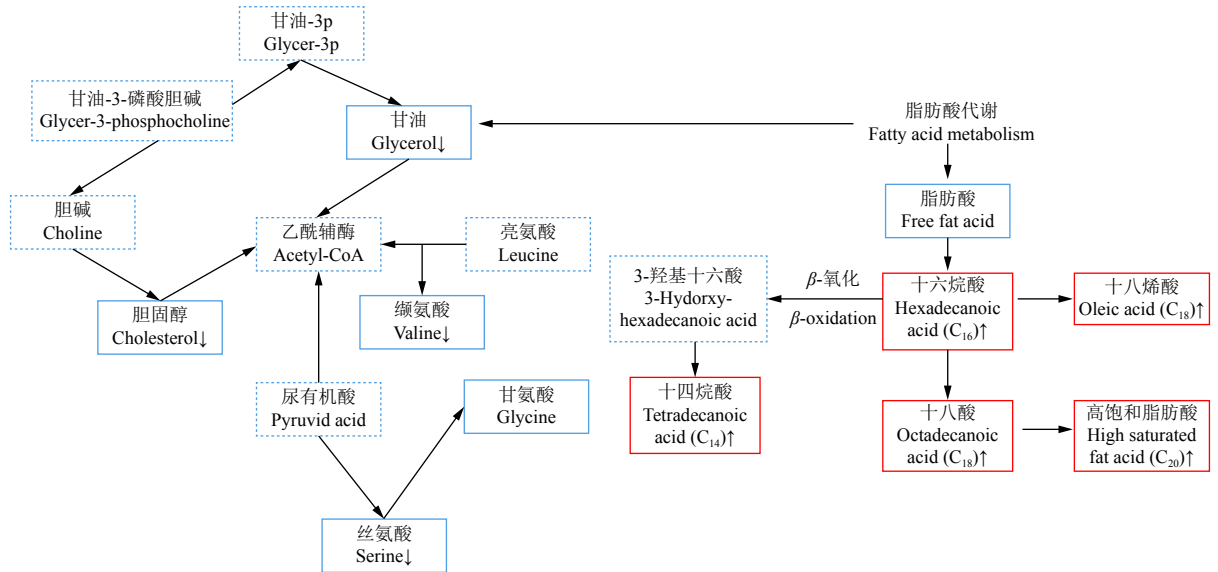 甘油-3p
Glycer-3p
甘油-3-磷酸胆碱
Glycer-3-phosphocholine
甘油
Glycerol↓
脂肪酸代谢
Fatty acid metabolism
胆碱
Choline
乙酰辅酶
Acetyl-CoA
亮氨酸
Leucine
脂肪酸
Free fat acid
胆固醇
Cholesterol↓
缬氨酸
Valine↓
3-羟基十六酸
3-Hydorxy-
hexadecanoic acid
β-氧化
β-oxidation
十六烷酸
Hexadecanoic
acid (C₁₆)↑
十八烯酸
Oleic acid (C₁₈)↑
尿有机酸
Pyruvid acid
甘氨酸
Glycine
十四烷酸
Tetradecanoic
acid (C₁₄)↑
十八酸
Octadecanoic
acid (C₁₈)↑
高饱和脂肪酸
High saturated
fat acid (C₂₀)↑
丝氨酸
Serine↓